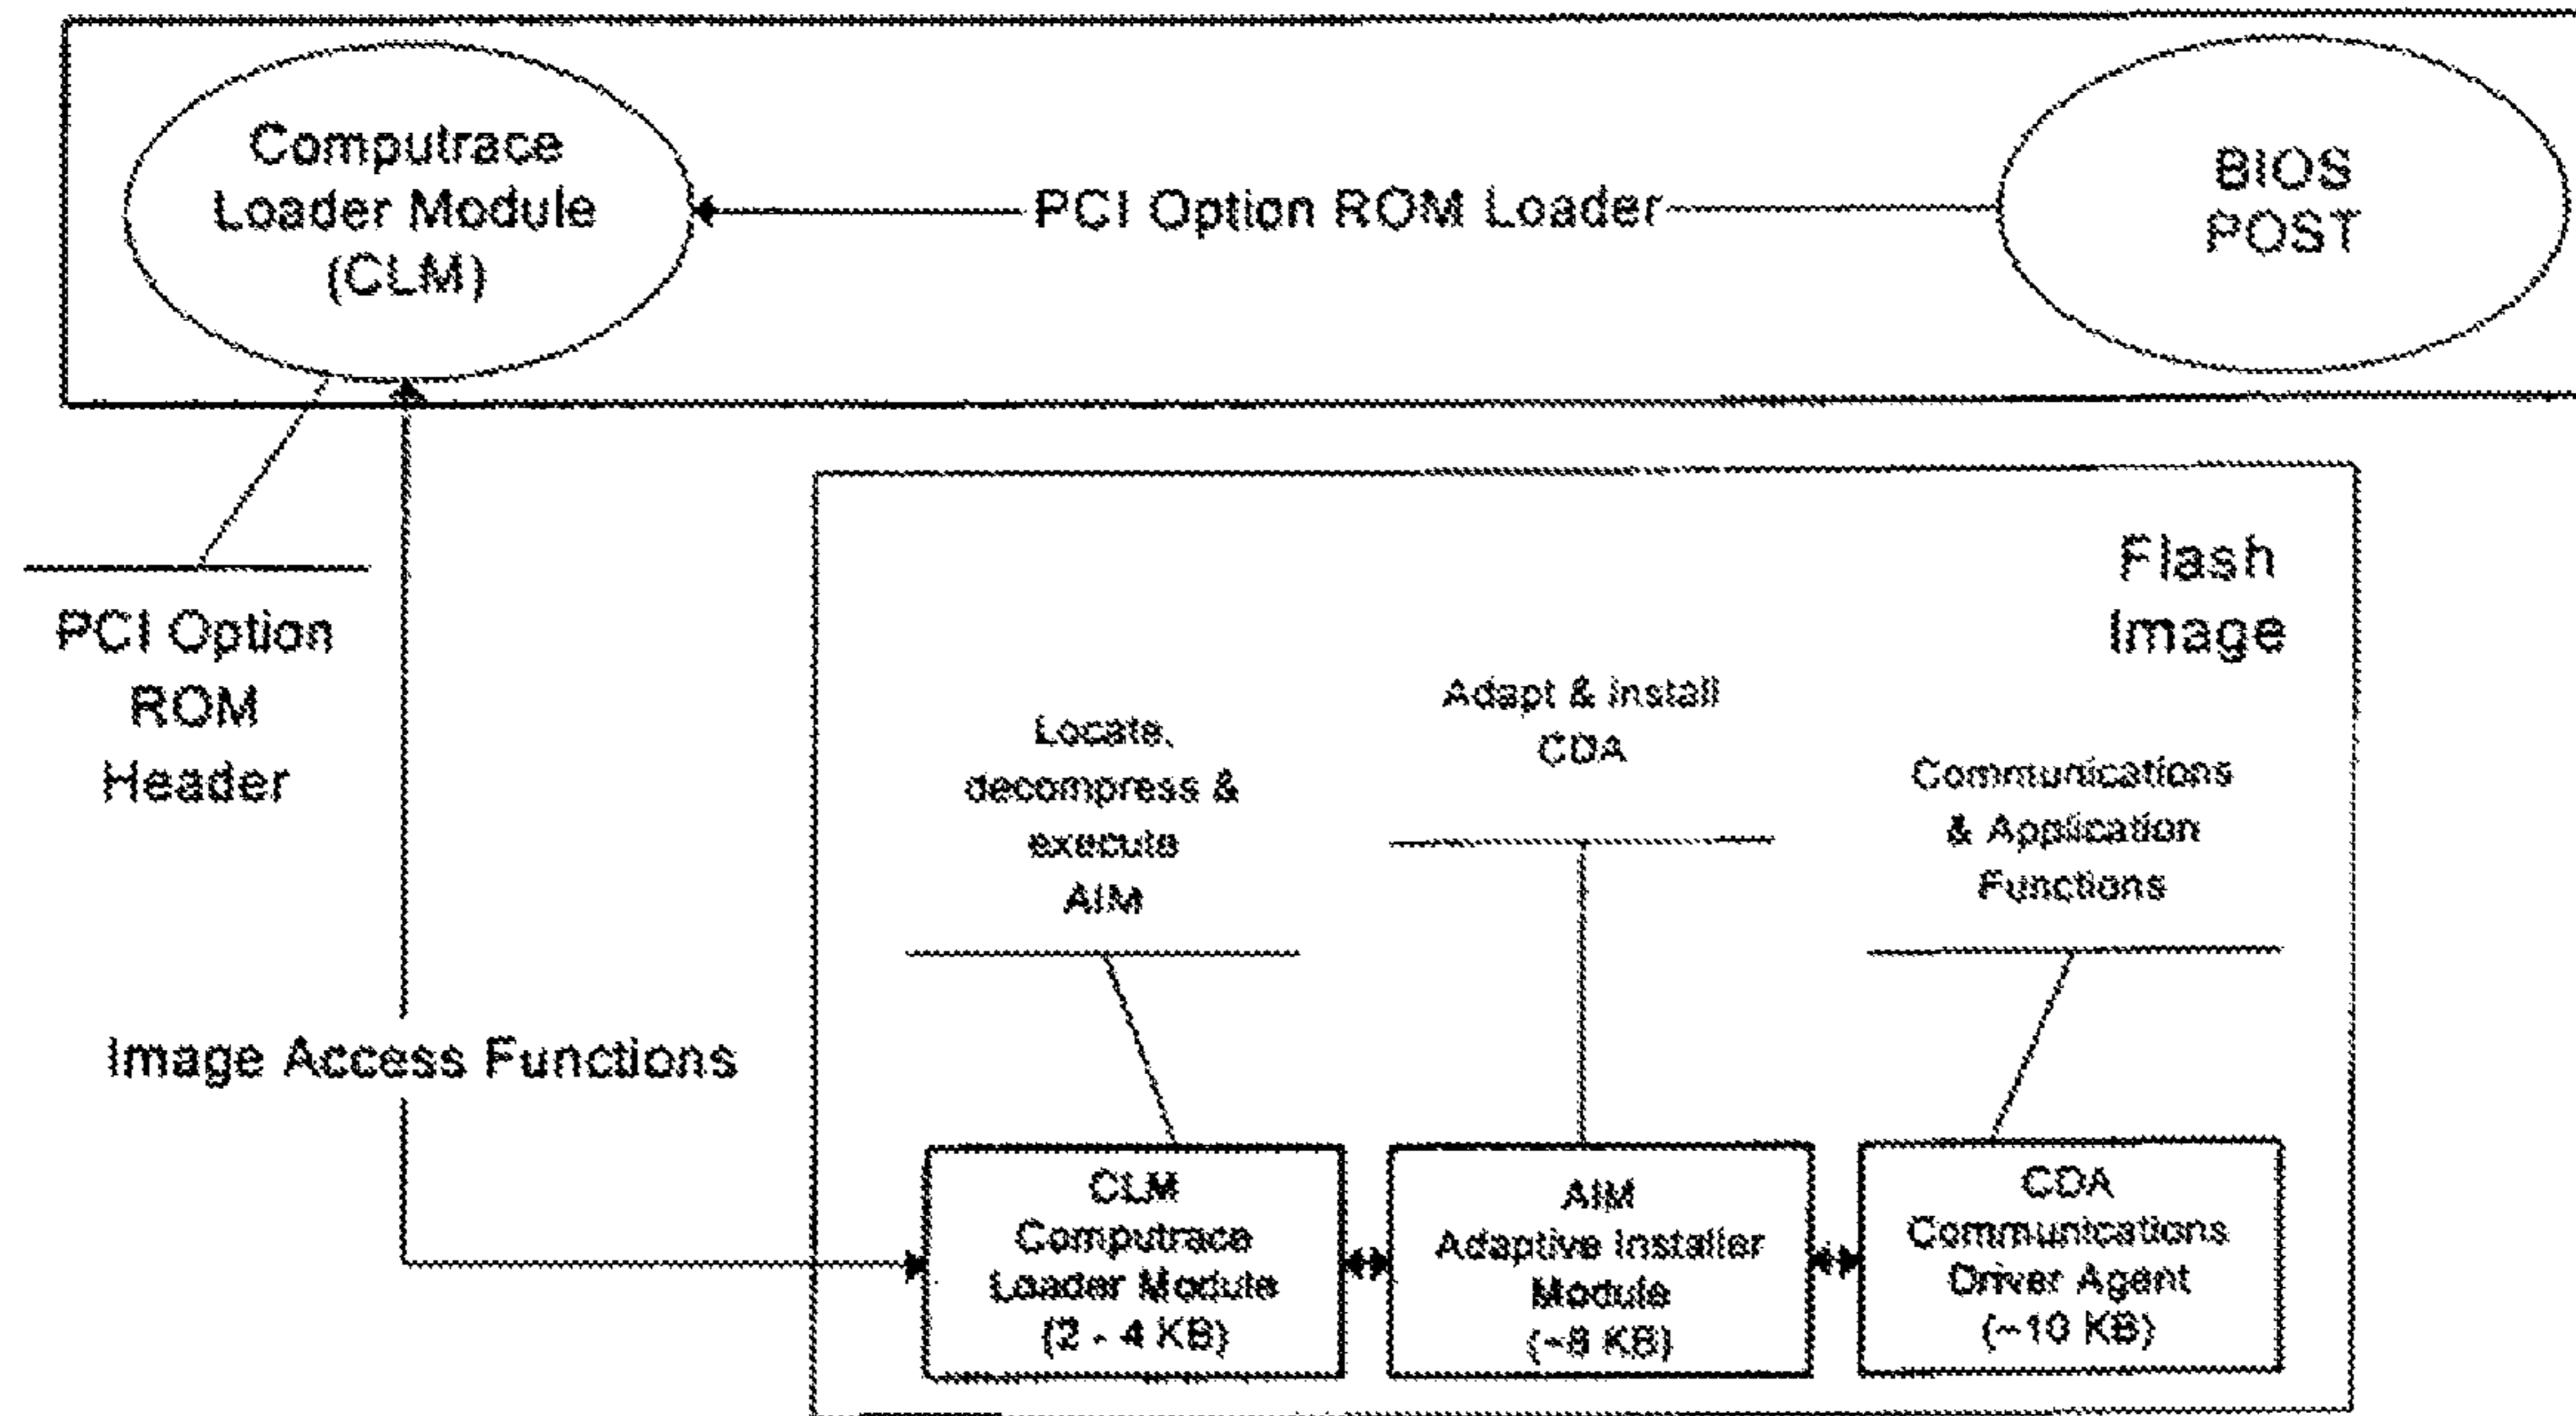 Computrace
Loader Module
(CLM)
PCI Option ROM Loader
BIOS
POST
PCI Option
ROM
Header
Image Access Functions
Flash
Image
Locate,
decompress &
execute
AIM
Adapt & install
CDA
Communications
& Application
Functions
CLM
Computrace
Loader Module
(2 - 4 KB)
AIM
Adaptive Installer
Module
(~8 KB)
CDA
Communications
Driver Agent
(~10 KB)